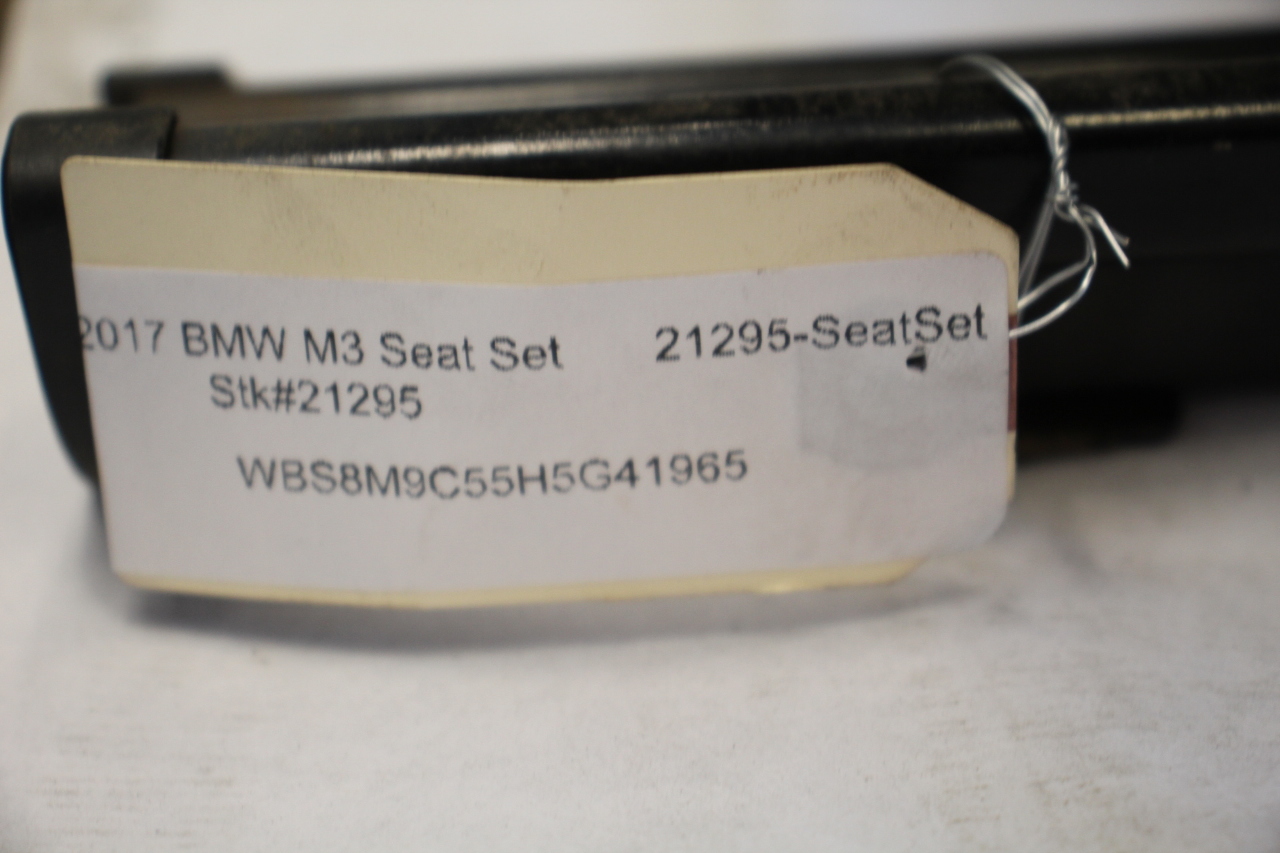 2017 BMW M3 Seat Set 21295-SeatSet
Stk#21295
WBS8M9C55H5G41965